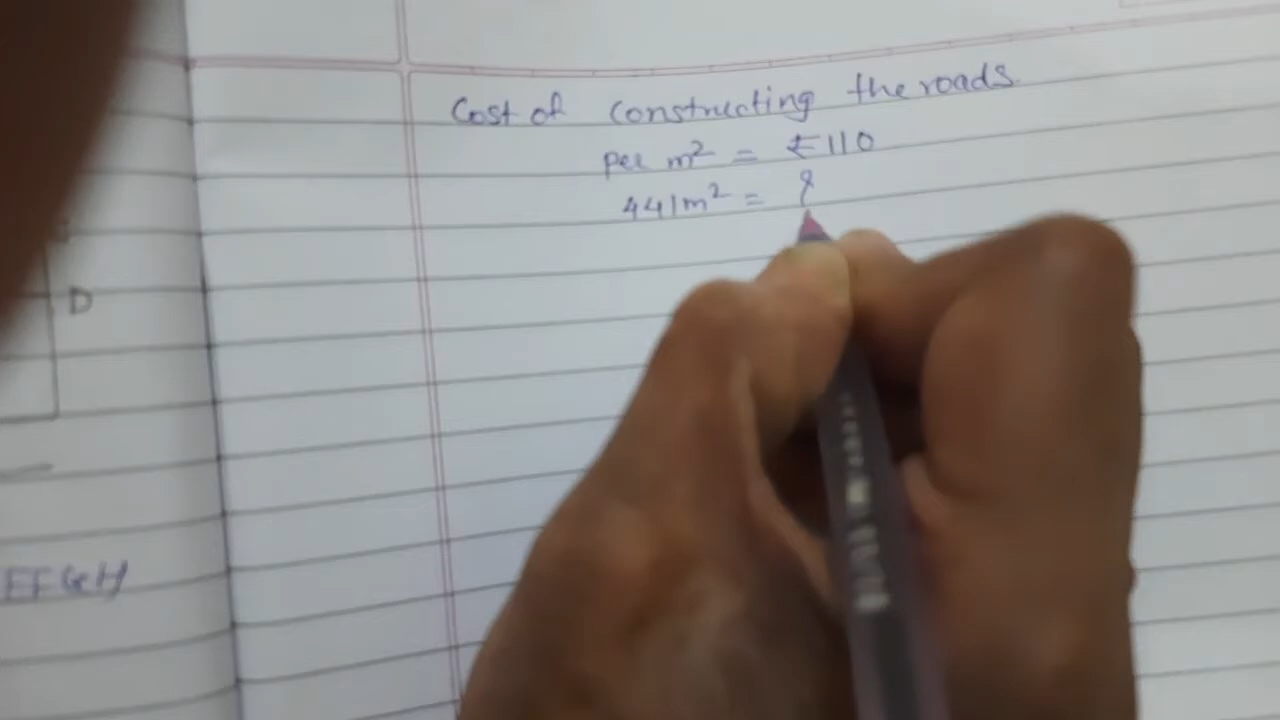 Cost of constructing the roads.
per m² = ₹110
441m² = ?
D
EFGH